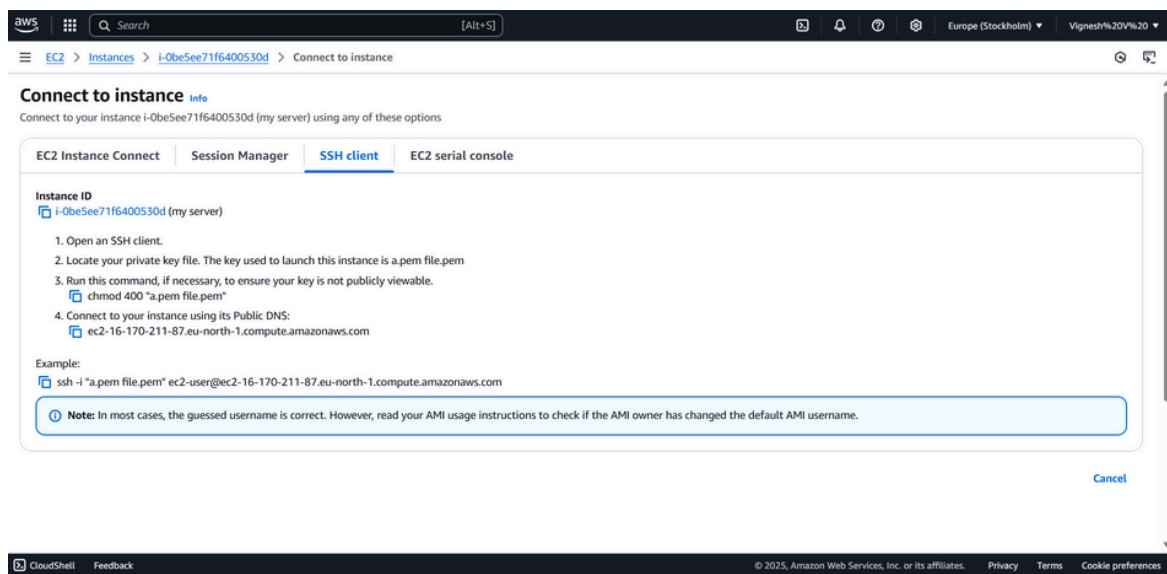 aws Search [Alt+S] Europe (Stockholm) Vignesh%20V%20
EC2 > Instances > i-0be5ee71f6400530d > Connect to instance
Connect to instance Info
Connect to your instance i-0be5ee71f6400530d (my server) using any of these options
EC2 Instance Connect Session Manager SSH client EC2 serial console
Instance ID
i-0be5ee71f6400530d (my server)
1. Open an SSH client.
2. Locate your private key file. The key used to launch this instance is a.pem file.pem
3. Run this command, if necessary, to ensure your key is not publicly viewable.
chmod 400 "a.pem file.pem"
4. Connect to your instance using its Public DNS:
ec2-16-170-211-87.eu-north-1.compute.amazonaws.com
Example:
ssh -i "a.pem file.pem" ec2-user@ec2-16-170-211-87.eu-north-1.compute.amazonaws.com
Note: In most cases, the guessed username is correct. However, read your AMI usage instructions to check if the AMI owner has changed the default AMI username.
Cancel
CloudShell Feedback © 2025, Amazon Web Services, Inc. or its affiliates. Privacy Terms Cookie preferences